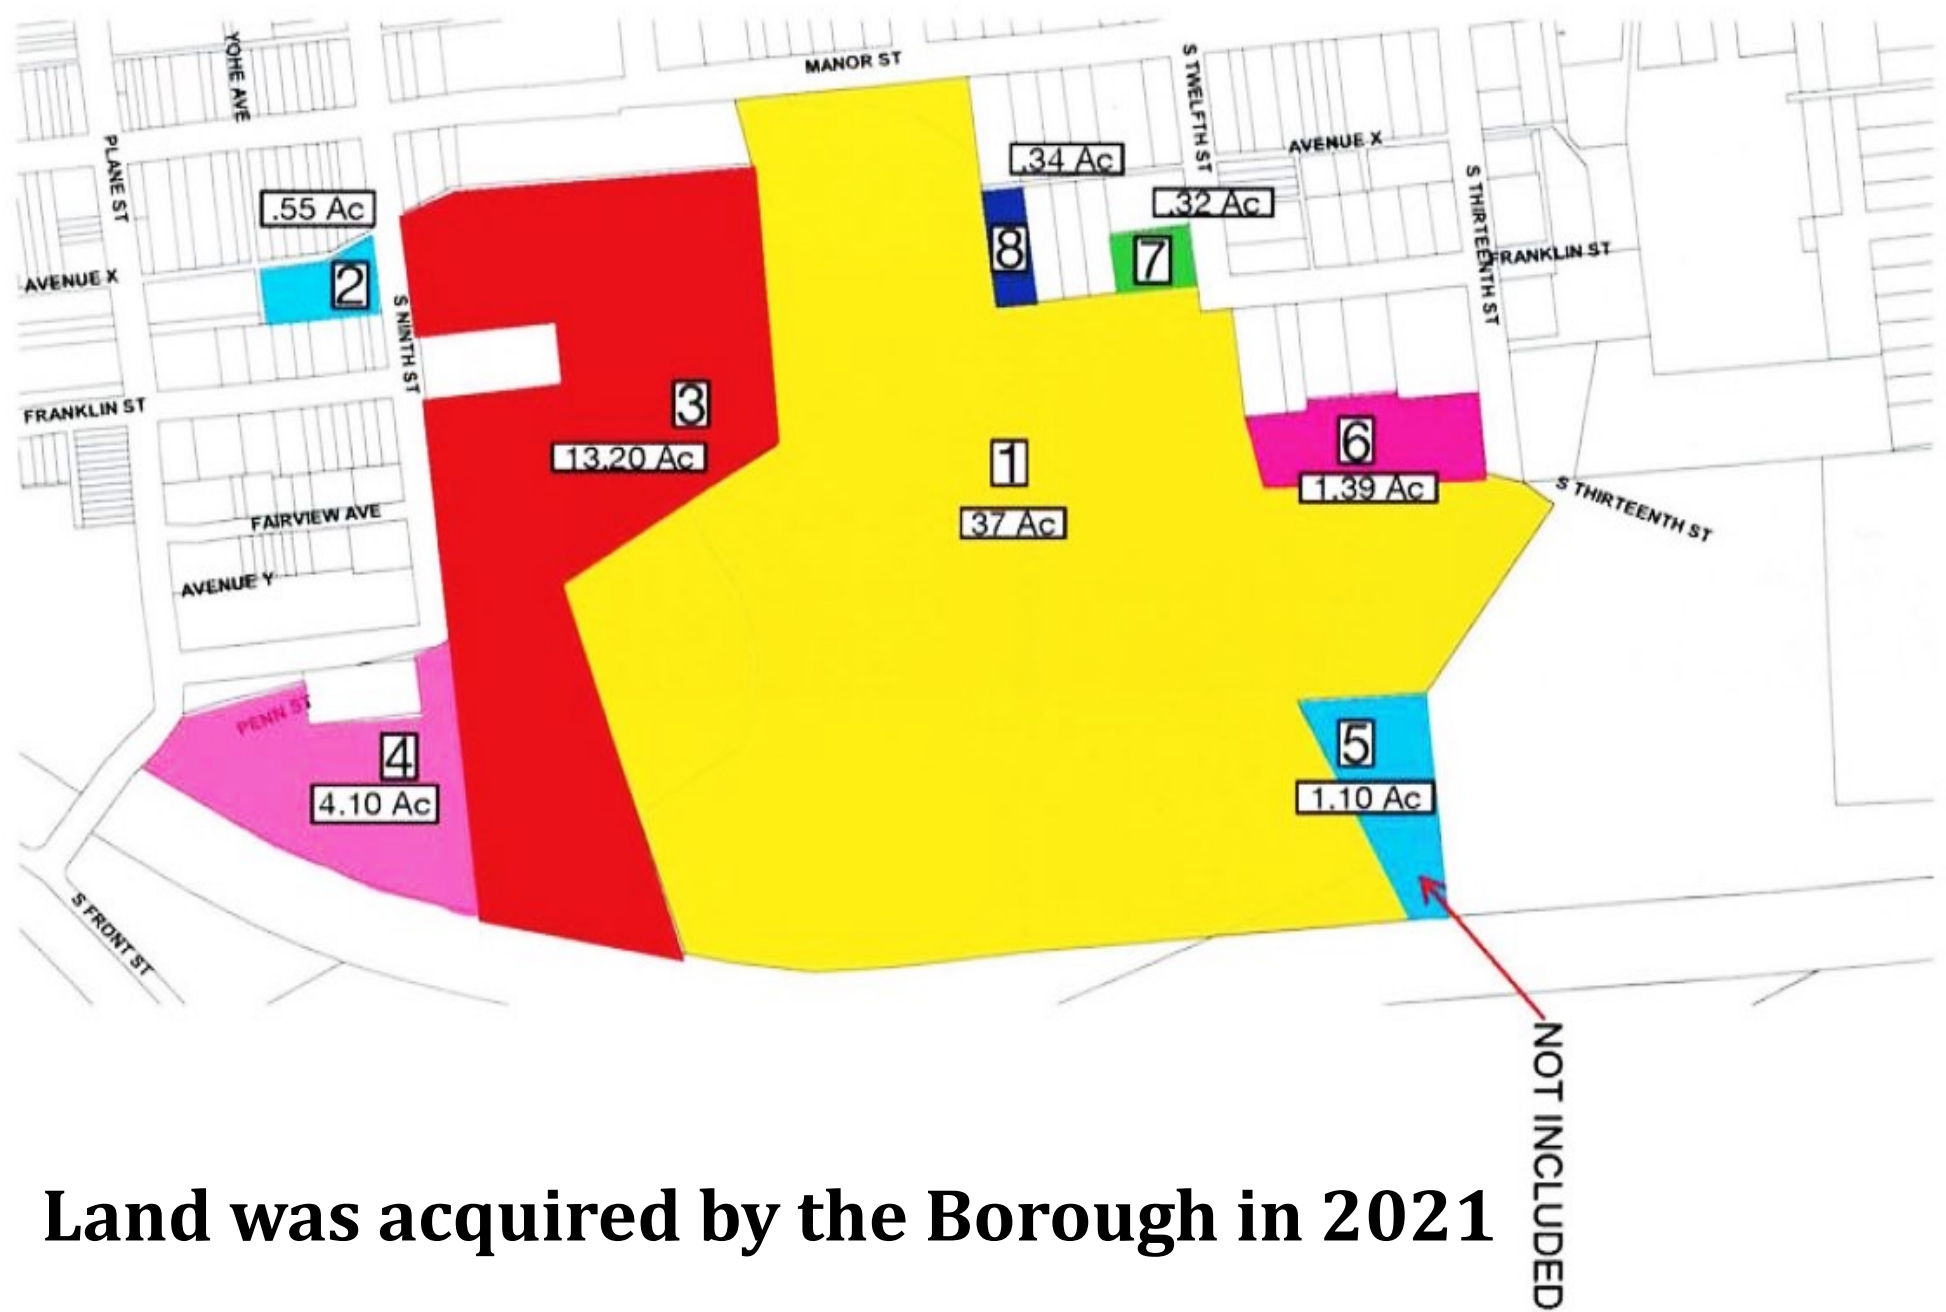 YOHE AVE
MANOR ST
S TWELFTH ST
PLANE ST
AVENUE X
.34 Ac
S THIRTEENTH ST
.55 Ac
.32 Ac
8
7
FRANKLIN ST
AVENUE X
2
S NINTH ST
3
FRANKLIN ST
13.20 Ac
1
6
1.39 Ac
S THIRTEENTH ST
37 Ac
FAIRVIEW AVE
AVENUE Y
PENN ST
4
5
4.10 Ac
1.10 Ac
S FRONT ST
NOT INCLUDED
Land was acquired by the Borough in 2021